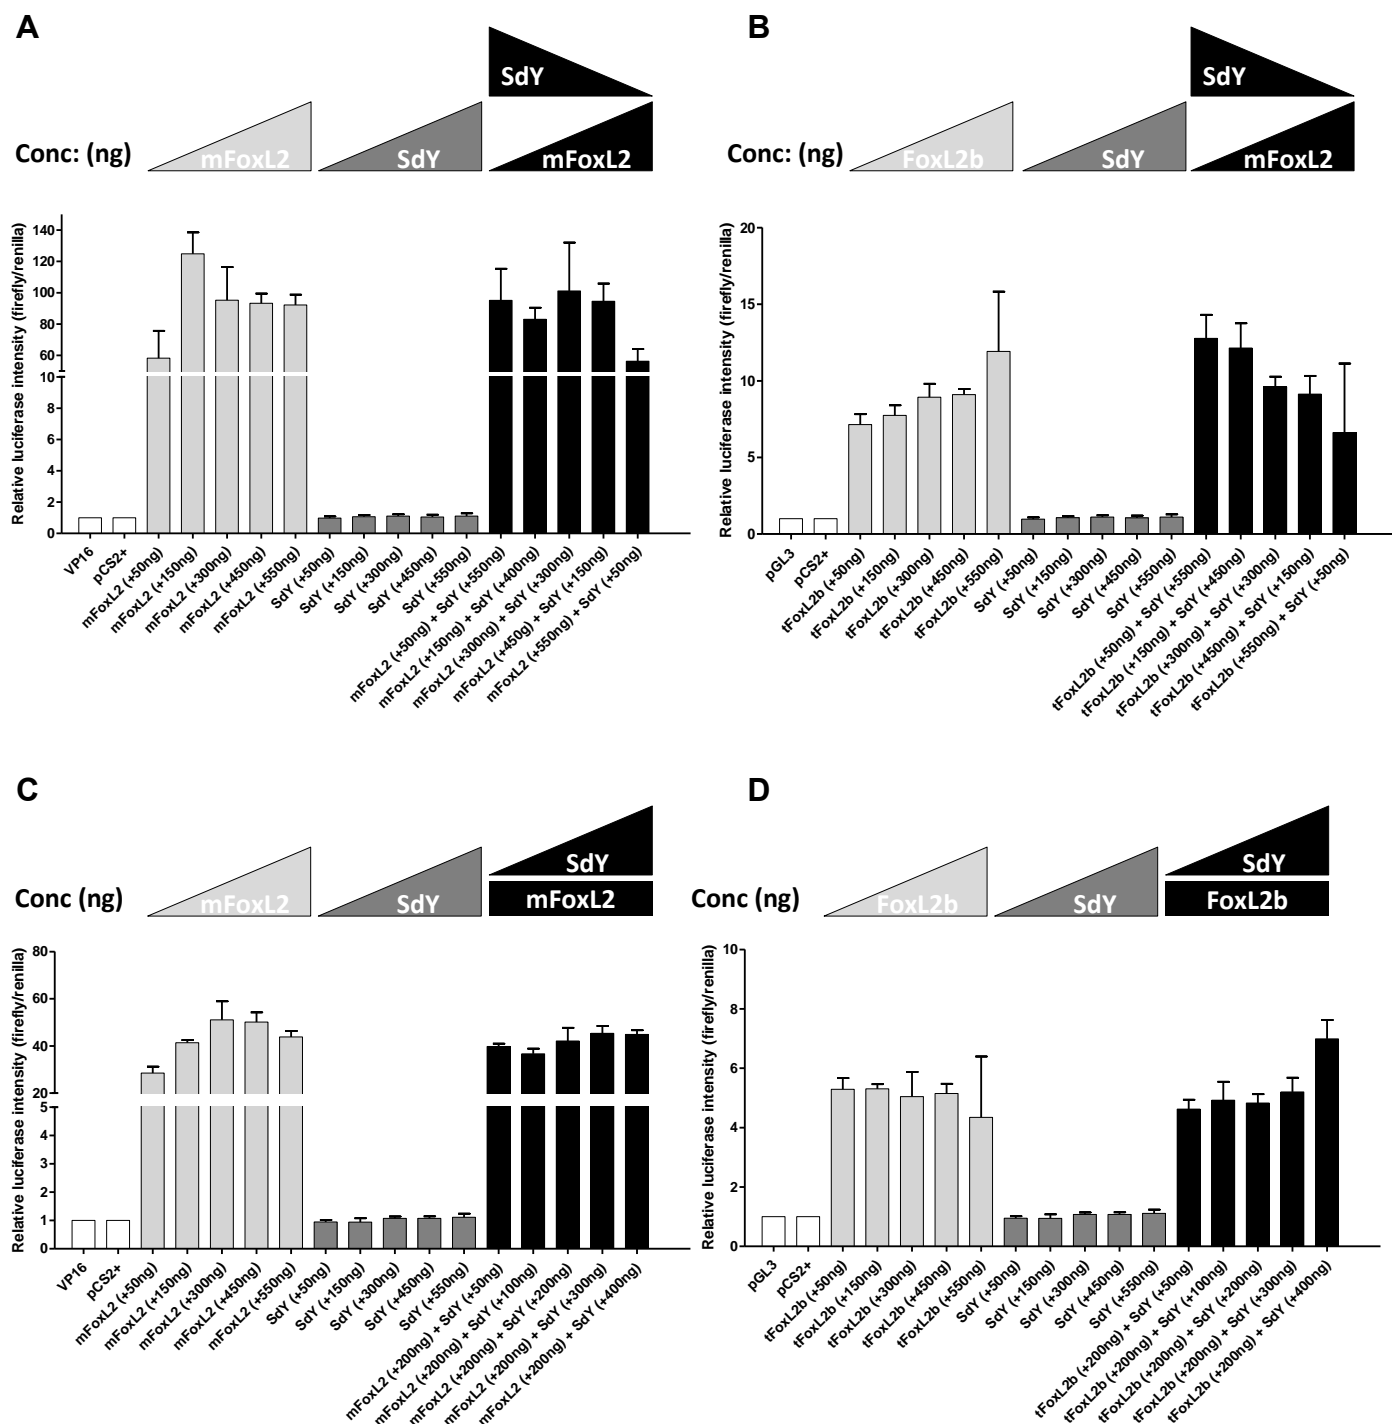 A
SdY
Conc: (ng)
mFoxL2
SdY
mFoxL2
Relative luciferase intensity (firefly/renilla)
140
120
100
80
60
10
8
6
4
2
0
VP16
pCS2+
mFoxL2 (+50ng)
mFoxL2 (+150ng)
mFoxL2 (+300ng)
mFoxL2 (+450ng)
mFoxL2 (+550ng)
SdY (+50ng)
SdY (+150ng)
SdY (+300ng)
SdY (+450ng)
SdY (+550ng)
mFoxL2 (+50ng) + SdY (+550ng)
mFoxL2 (+150ng) + SdY (+400ng)
mFoxL2 (+300ng) + SdY (+300ng)
mFoxL2 (+450g) + SdY (+150ng)
mFoxL2 (+550ng) + SdY (+50ng)
B
SdY
Conc: (ng)
FoxL2b
SdY
mFoxL2
Relative luciferase intensity (firefly/renilla)
20
15
10
5
0
pGL3
pCS2+
tFoxL2b (+50ng)
tFoxL2b (+150ng)
tFoxL2b (+300ng)
tFoxL2b (+450ng)
tFoxL2b (+550ng)
SdY (+50ng)
SdY (+150ng)
SdY (+300ng)
SdY (+450ng)
SdY (+550ng)
tFoxL2b (+50ng) + SdY (+550ng)
tFoxL2b (+150ng) + SdY (+450ng)
tFoxL2b (+300ng) + SdY (+300ng)
tFoxL2b (+450ng) + SdY (+150ng)
tFoxL2b (+550ng) + SdY (+50ng)
C
Conc (ng)
mFoxL2
SdY
SdY
mFoxL2
Relative luciferase intensity (firefly/renilla)
80
60
40
20
5
4
3
2
1
0
VP16
pCS2+
mFoxL2 (+50ng)
mFoxL2 (+150ng)
mFoxL2 (+300ng)
mFoxL2 (+450ng)
mFoxL2 (+550ng)
SdY (+50ng)
SdY (+150ng)
SdY (+300ng)
SdY (+450ng)
SdY (+550ng)
mFoxL2 (+200ng) + SdY (+50ng)
mFoxL2 (+200ng) + SdY (+100ng)
mFoxL2 (+200ng) + SdY (+200ng)
mFoxL2 (+200ng) + SdY (+300ng)
mFoxL2 (+200ng) + SdY (+400ng)
D
Conc (ng)
FoxL2b
SdY
SdY
FoxL2b
Relative luciferase intensity (firefly/renilla)
10
8
6
4
2
0
pGL3
pCS2+
tFoxL2b (+50ng)
tFoxL2b (+150ng)
tFoxL2b (+300ng)
tFoxL2b (+450ng)
tFoxL2b (+550ng)
SdY (+50ng)
SdY (+150ng)
SdY (+300ng)
SdY (+450ng)
SdY (+550ng)
tFoxL2b (+200ng) + SdY (+50ng)
tFoxL2b (+200ng) + SdY (+100ng)
tFoxL2b (+200ng) + SdY (+200ng)
tFoxL2b (+200ng) + SdY (+300ng)
tFoxL2b (+200ng) + SdY (+400ng)